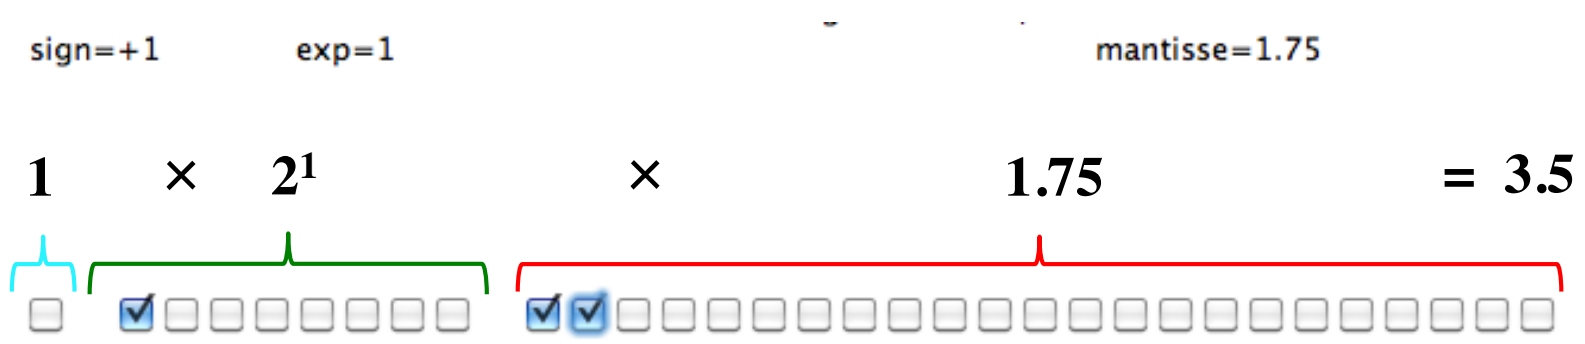 sign=+1 exp=1 mantisse=1.75
1 × 2¹ × 1.75 = 3.5